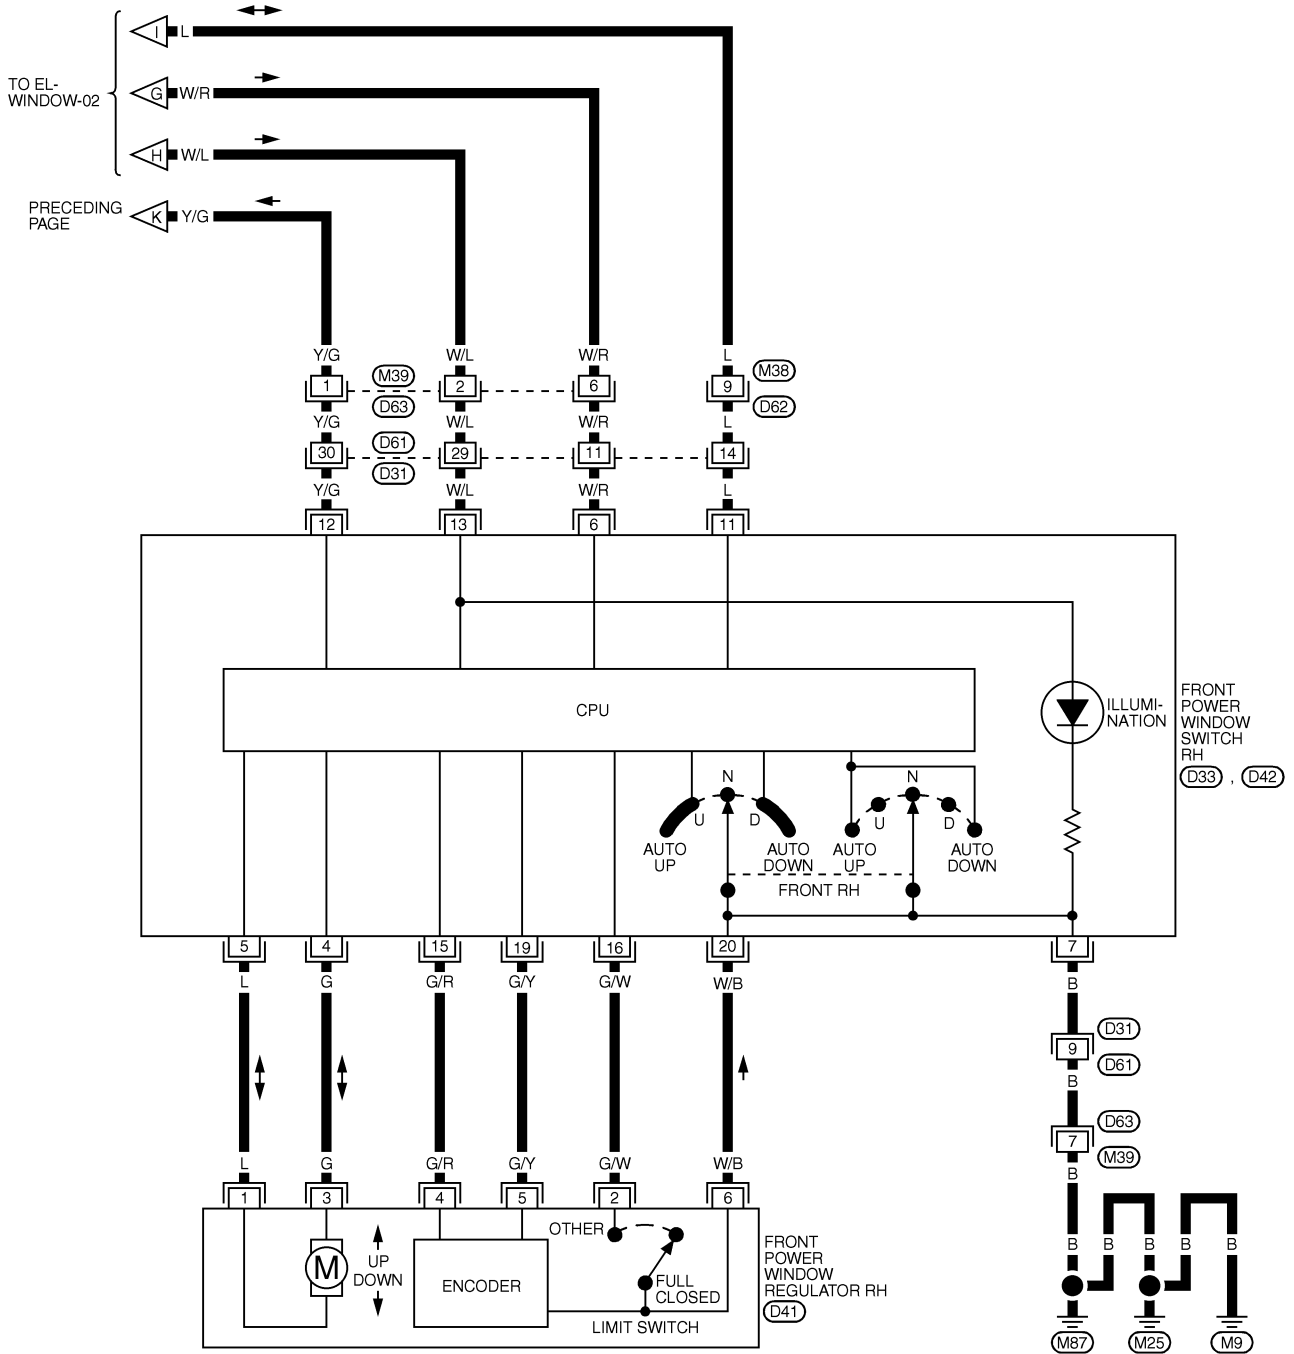 I L
TO EL-
WINDOW-02
G W/R
H W/L
PRECEDING
PAGE
K Y/G
Y/G W/L W/R L
1 M39 2 6 9 M38
D63 D62
Y/G W/L W/R L
30 D61 29 11 14
D31
Y/G W/L W/R L
12 13 6 11
CPU
ILLUMI-
NATION
FRONT
POWER
WINDOW
SWITCH
RH
D33 , D42
N N
U D U D
AUTO
UP
AUTO
DOWN
AUTO
UP
AUTO
DOWN
FRONT RH
5 4 15 19 16 20 7
L G G/R G/Y G/W W/B B
9 D31
D61
B
7 D63
M39
B
L G G/R G/Y G/W W/B
1 3 4 5 2 6
OTHER
M
UP
DOWN
ENCODER
FULL
CLOSED
LIMIT SWITCH
FRONT
POWER
WINDOW
REGULATOR RH
D41
B B B B B
M87 M25 M9